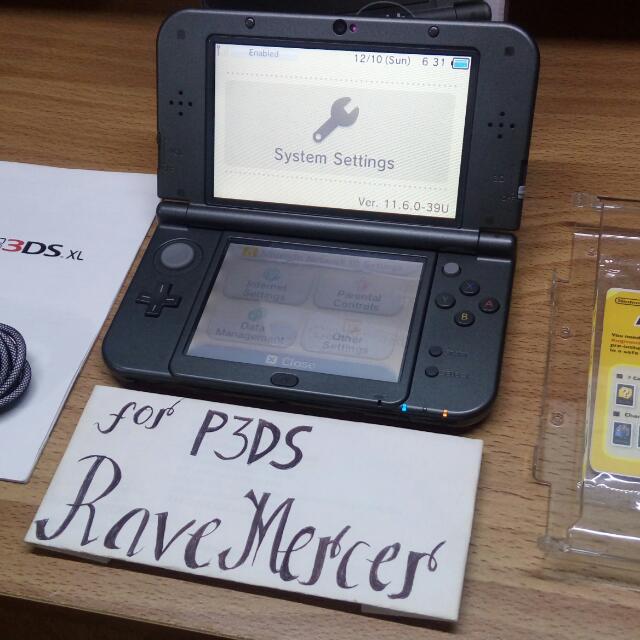 Enabled
12/10 (Sun) 6 31
System Settings
Ver. 11.6.0-39U
3DS XL
Internet
Settings
Parental
Controls
Data
Management
Other
Settings
Close
B
A
Nintendo
for P3DS
RaveMercer